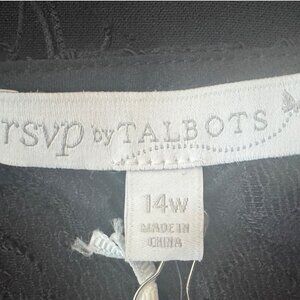 rsvp by TALBOTS
14W
MADE IN
CHINA